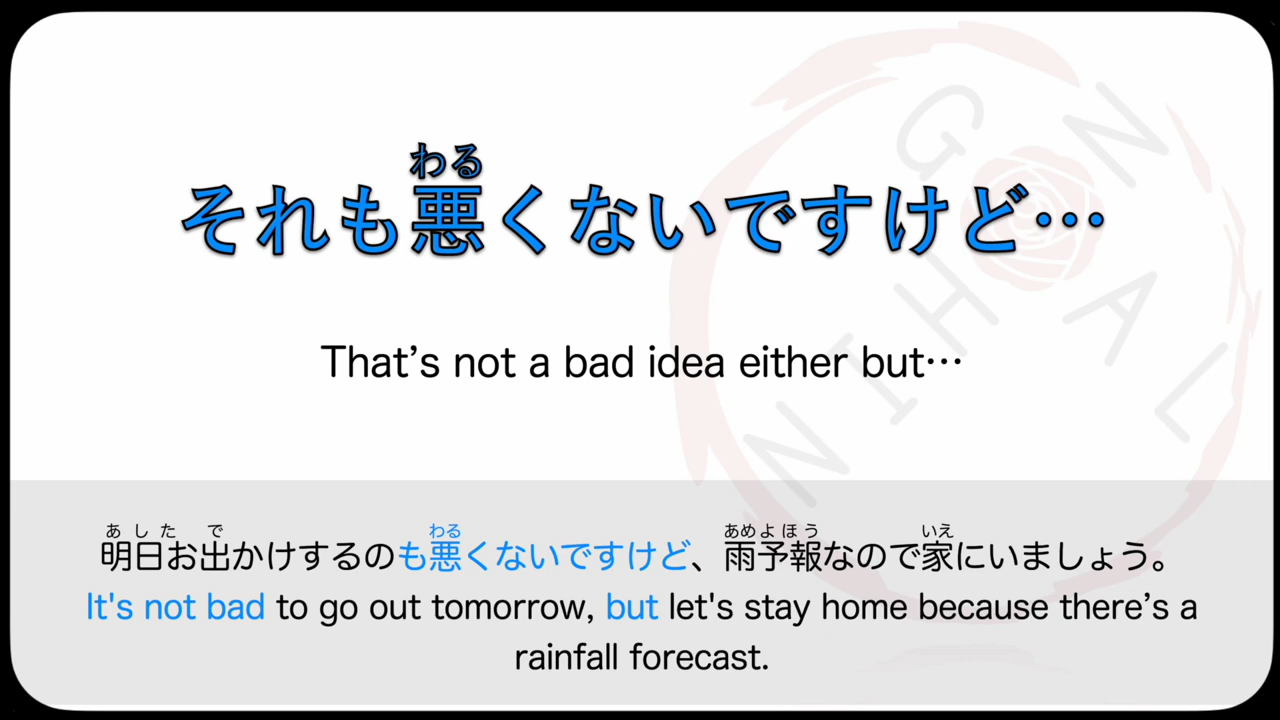 わる
それも悪くないですけど…
That’s not a bad idea either but…
あした で わる あめよほう いえ
明日お出かけするのも悪くないですけど、雨予報なので家にいましょう。
It's not bad to go out tomorrow, but let's stay home because there’s a
rainfall forecast.
NIHON
GAL